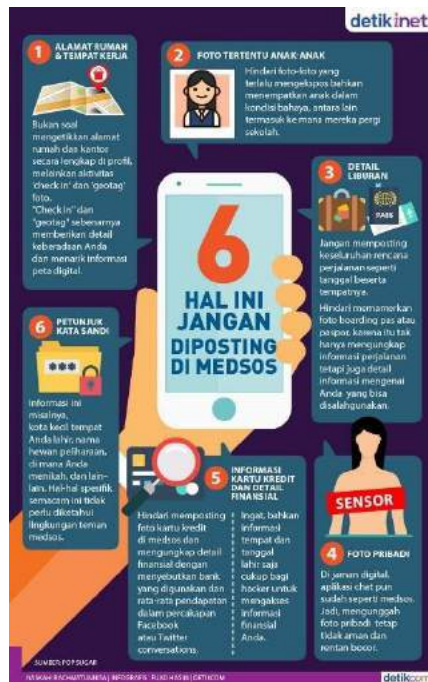 detikinet
1
ALAMAT RUMAH
& TEMPAT KERJA
Bukan soal
mengetikkan alamat
rumah dan kantor
secara lengkap di profil,
melainkan aktivitas
'check in' dan 'geotag'
foto.
"Check in" dan
"geotag" sebenarnya
memberikan detail
keberadaan Anda
dan menarik informasi
peta digital.
2
FOTO TERTENTU ANAK-ANAK
Hindari foto-foto yang
terlalu mengekspos bahkan
menempatkan anak dalam
kondisi bahaya, antara lain
termasuk ke mana mereka pergi
sekolah.
3
DETAIL
LIBURAN
PASS
Jangan memposting
keseluruhan rencana
perjalanan seperti
tanggal beserta
tempatnya.
Hindari memamerkan
foto boarding pas atau
paspor, karena itu tak
hanya mengungkap
informasi perjalanan
tetapi juga detail
informasi mengenai
Anda yang bisa
disalahgunakan.
6
HAL INI
JANGAN
DIPOSTING
DI MEDSOS
SENSOR
4
FOTO PRIBADI
Di jaman digital,
aplikasi chat pun
sudah seperti medsos.
Jadi, mengunggah
foto pribadi tetap
tidak aman dan
rentan bocor.
5
INFORMASI
KARTU KREDIT
DAN DETAIL
FINANSIAL
Hindari memposting
foto kartu kredit
di medsos dan
mengungkap detail
finansial dengan
menyebutkan bank
yang digunakan dan
rata-rata pendapatan
dalam percakapan
Facebook
atau Twitter
conversations.
Ingat, bahkan
informasi
tempat dan
tanggal
lahir saja
cukup bagi
hacker untuk
mengakses
informasi
finansial
Anda.
6
PETUNJUK
KATA SANDI
***
Informasi ini
misalnya,
kota kecil tempat
Anda lahir, nama
hewan peliharaan,
di mana Anda
menikah, dan lain-
lain. Hal-hal spesifik
semacam ini tidak
perlu diketahui
lingkungan teman
medsos.
SUMBER: POPSUGAR
NASKAH: RACHMATUNNISA | INFOGRAFIS: FUAD HASIM | DETIKCOM
detikcom